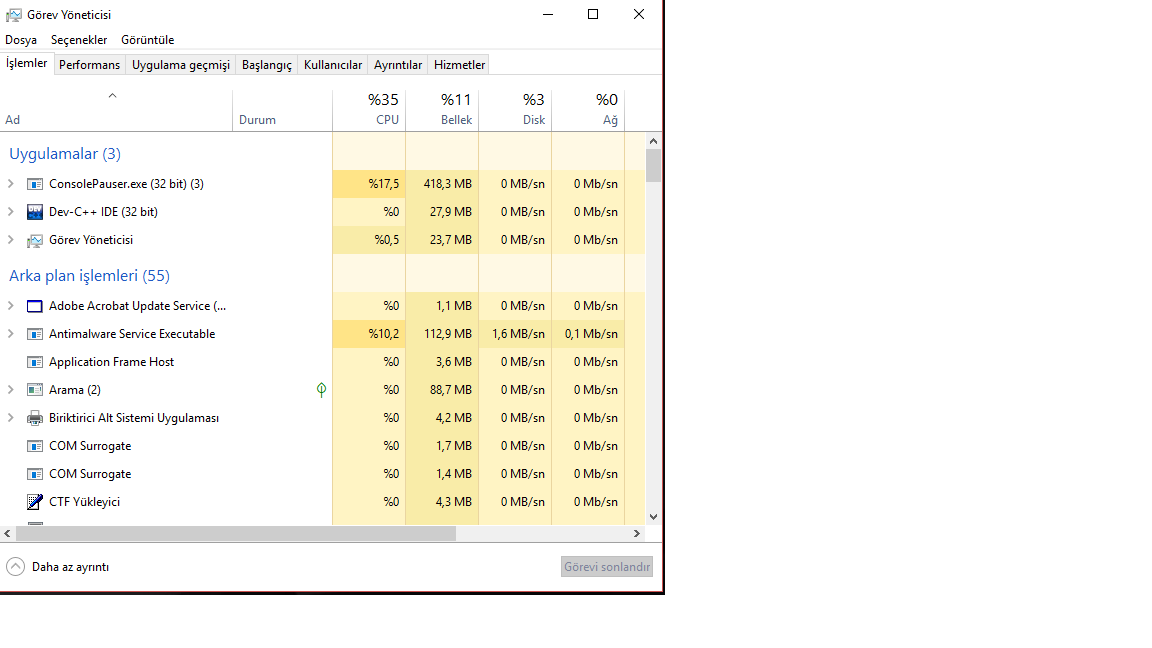 Görev Yöneticisi
Dosya Seçenekler Görüntüle
İşlemler Performans Uygulama geçmişi Başlangıç Kullanıcılar Ayrıntılar Hizmetler
%35 %11 %3 %0
Ad Durum CPU Bellek Disk Ağ
Uygulamalar (3)
ConsolePauser.exe (32 bit) (3) %17,5 418,3 MB 0 MB/sn 0 Mb/sn
Dev-C++ IDE (32 bit) %0 27,9 MB 0 MB/sn 0 Mb/sn
Görev Yöneticisi %0,5 23,7 MB 0 MB/sn 0 Mb/sn
Arka plan işlemleri (55)
Adobe Acrobat Update Service (... %0 1,1 MB 0 MB/sn 0 Mb/sn
Antimalware Service Executable %10,2 112,9 MB 1,6 MB/sn 0,1 Mb/sn
Application Frame Host %0 3,6 MB 0 MB/sn 0 Mb/sn
Arama (2) %0 88,7 MB 0 MB/sn 0 Mb/sn
Biriktirici Alt Sistemi Uygulaması %0 4,2 MB 0 MB/sn 0 Mb/sn
COM Surrogate %0 1,7 MB 0 MB/sn 0 Mb/sn
COM Surrogate %0 1,4 MB 0 MB/sn 0 Mb/sn
CTF Yükleyici %0 4,3 MB 0 MB/sn 0 Mb/sn
Daha az ayrıntı Görevi sonlandır